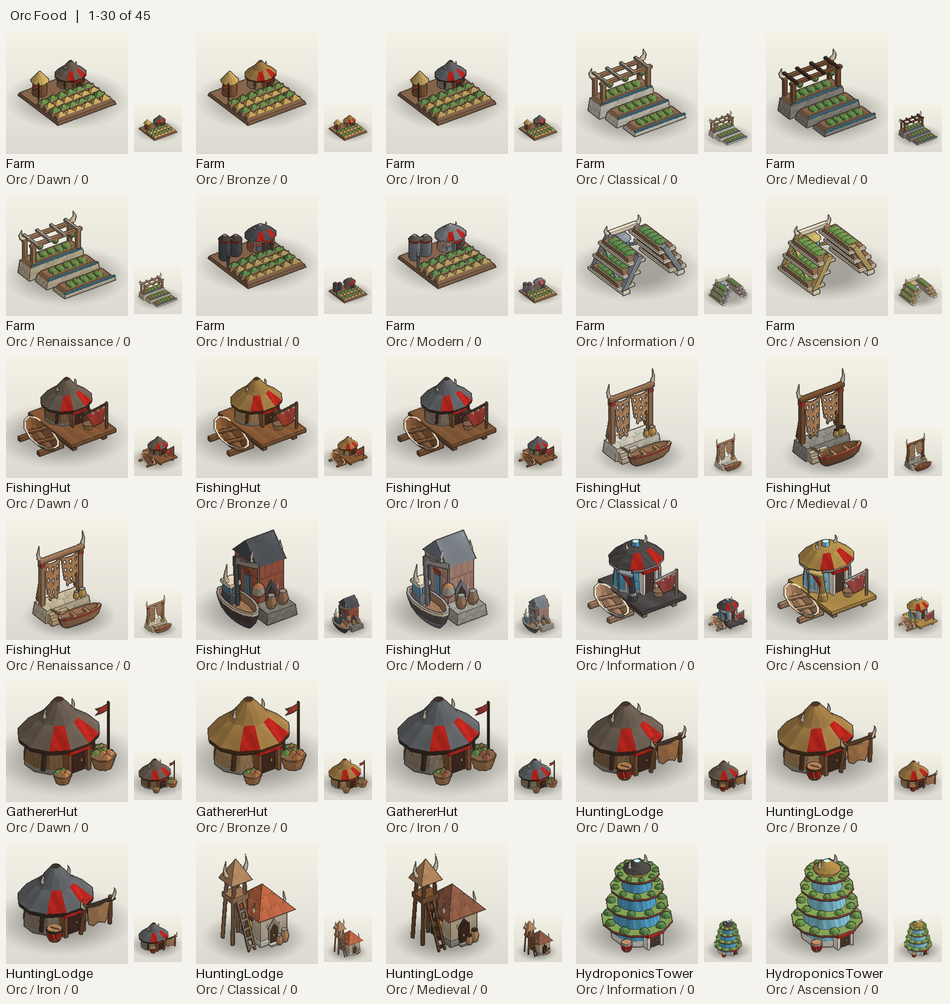 Orc Food | 1-30 of 45
Farm Farm Farm Farm Farm
Orc / Dawn / 0 Orc / Bronze / 0 Orc / Iron / 0 Orc / Classical / 0 Orc / Medieval / 0
Farm Farm Farm Farm Farm
Orc / Renaissance / 0 Orc / Industrial / 0 Orc / Modern / 0 Orc / Information / 0 Orc / Ascension / 0
FishingHut FishingHut FishingHut FishingHut FishingHut
Orc / Dawn / 0 Orc / Bronze / 0 Orc / Iron / 0 Orc / Classical / 0 Orc / Medieval / 0
FishingHut FishingHut FishingHut FishingHut FishingHut
Orc / Renaissance / 0 Orc / Industrial / 0 Orc / Modern / 0 Orc / Information / 0 Orc / Ascension / 0
GathererHut GathererHut GathererHut HuntingLodge HuntingLodge
Orc / Dawn / 0 Orc / Bronze / 0 Orc / Iron / 0 Orc / Dawn / 0 Orc / Bronze / 0
HuntingLodge HuntingLodge HuntingLodge HydroponicsTower HydroponicsTower
Orc / Iron / 0 Orc / Classical / 0 Orc / Medieval / 0 Orc / Information / 0 Orc / Ascension / 0